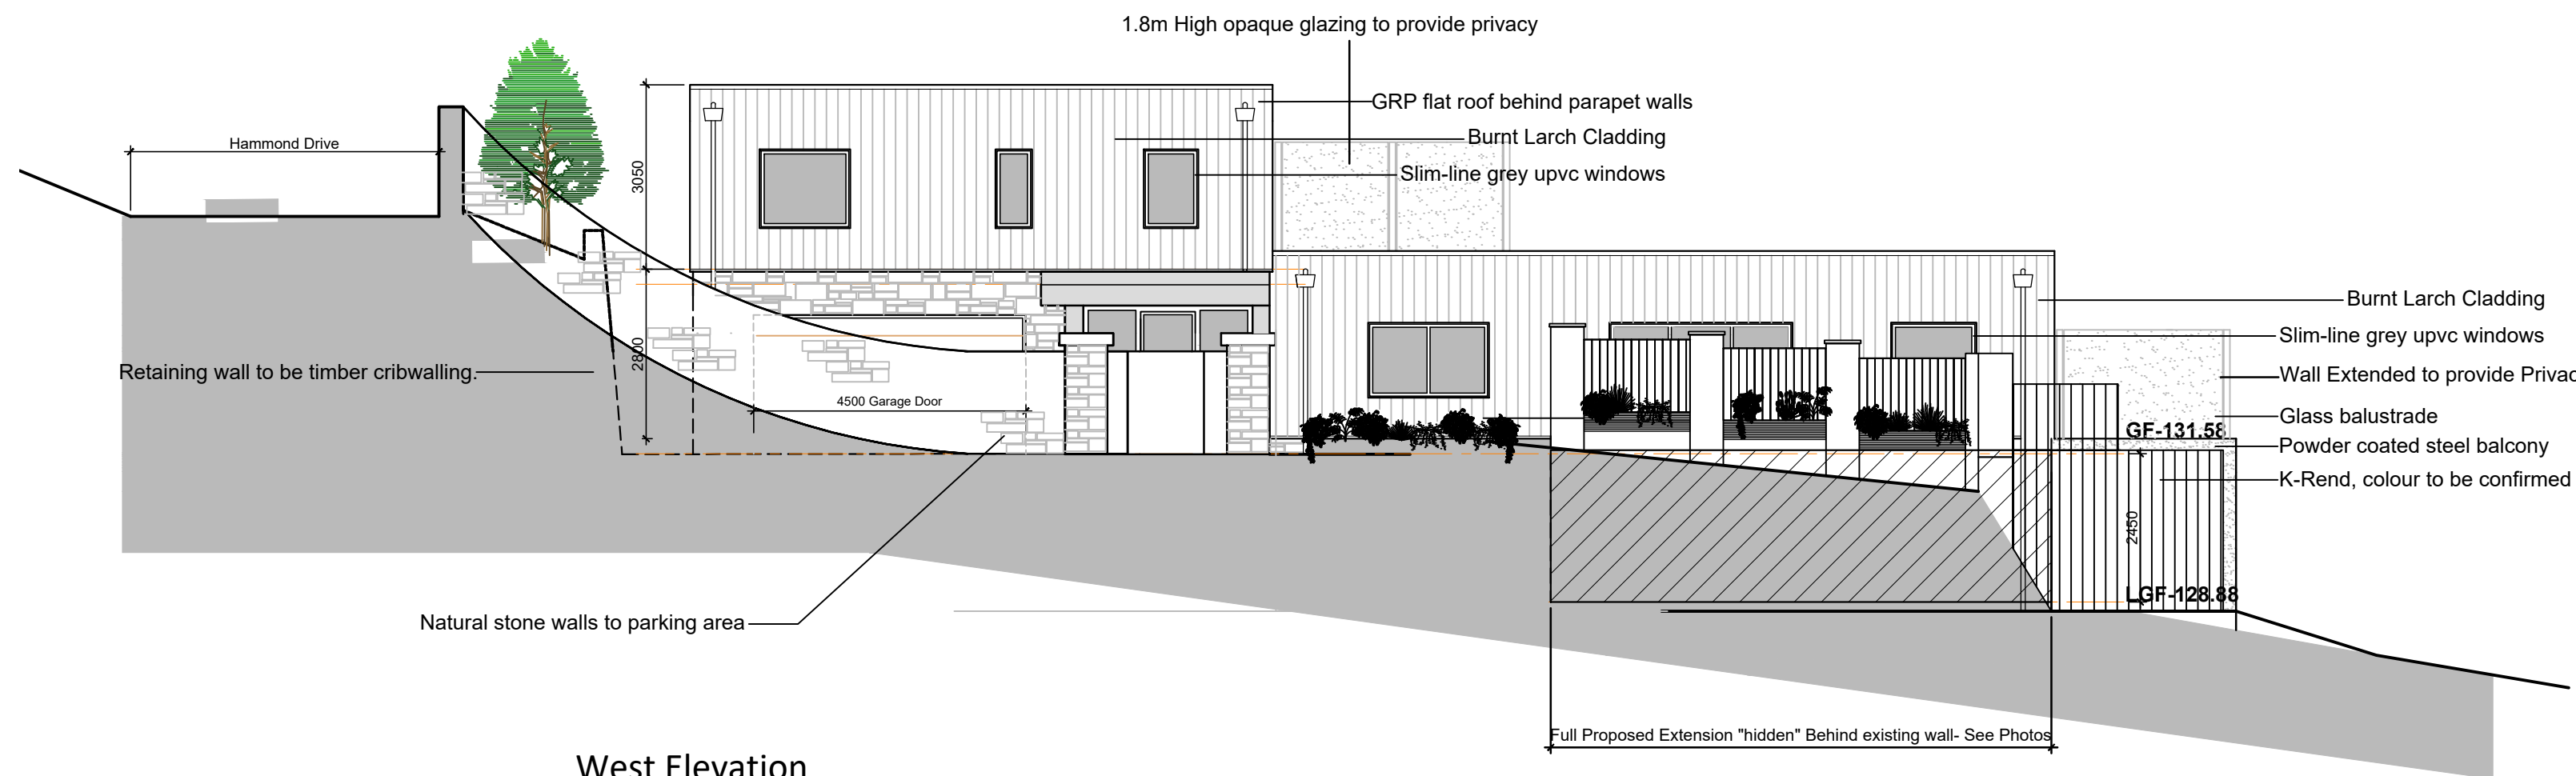 1.8m High opaque glazing to provide privacy
GRP flat roof behind parapet walls
Burnt Larch Cladding
Slim-line grey upvc windows
Hammond Drive
3050
2800
Retaining wall to be timber cribwalling.
4500 Garage Door
Natural stone walls to parking area
Burnt Larch Cladding
Slim-line grey upvc windows
Wall Extended to provide Privac
Glass balustrade
GF-131.58
Powder coated steel balcony
K-Rend, colour to be confirmed
2450
LGF-128.88
Full Proposed Extension "hidden" Behind existing wall- See Photos
West Elevation